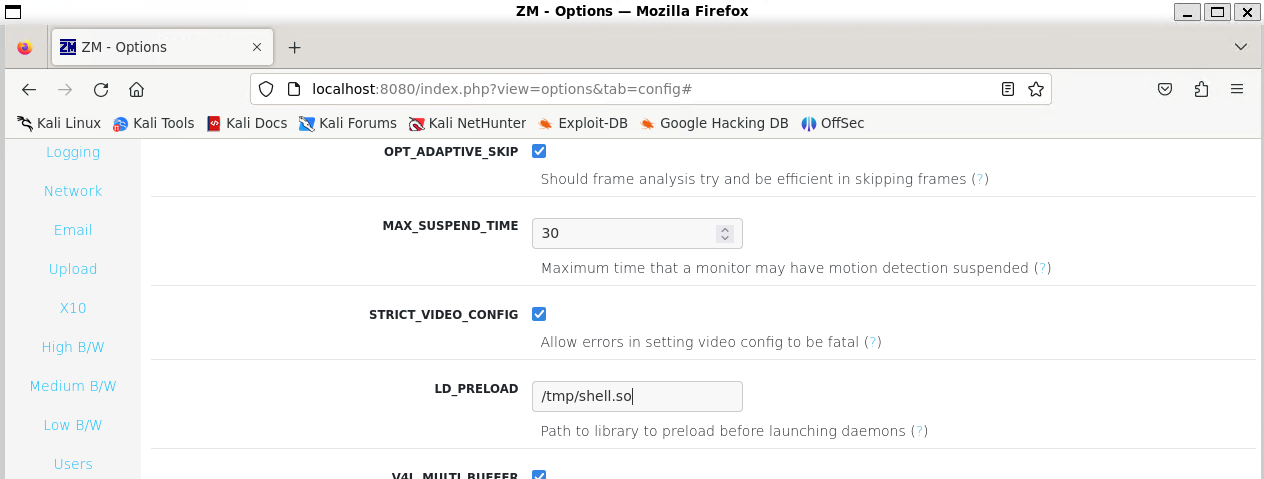 ZM - Options — Mozilla Firefox
ZM ZM - Options
localhost:8080/index.php?view=options&tab=config#
Kali Linux Kali Tools Kali Docs Kali Forums Kali NetHunter Exploit-DB Google Hacking DB OffSec
Logging
OPT_ADAPTIVE_SKIP
Should frame analysis try and be efficient in skipping frames (?)
Network
MAX_SUSPEND_TIME 30
Email
Maximum time that a monitor may have motion detection suspended (?)
Upload
X10
STRICT_VIDEO_CONFIG
Allow errors in setting video config to be fatal (?)
High B/W
Medium B/W
LD_PRELOAD /tmp/shell.so
Low B/W
Path to library to preload before launching daemons (?)
Users
V4L_MULTI_BUFFER